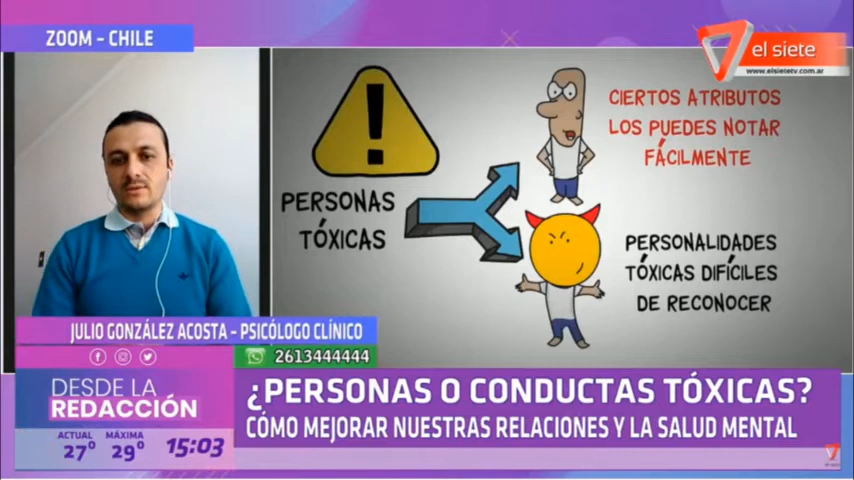 ZOOM – CHILE
el siete
www.elsietetv.com.ar
PERSONAS
TÓXICAS
CIERTOS ATRIBUTOS
LOS PUEDES NOTAR
FÁCILMENTE
PERSONALIDADES
TÓXICAS DIFÍCILES
DE RECONOCER
JULIO GONZÁLEZ ACOSTA – PSICÓLOGO CLÍNICO
2613444444
DESDE LA
REDACCIÓN
¿PERSONAS O CONDUCTAS TÓXICAS?
CÓMO MEJORAR NUESTRAS RELACIONES Y LA SALUD MENTAL
ACTUAL
27º
MÁXIMA
29º
15:03